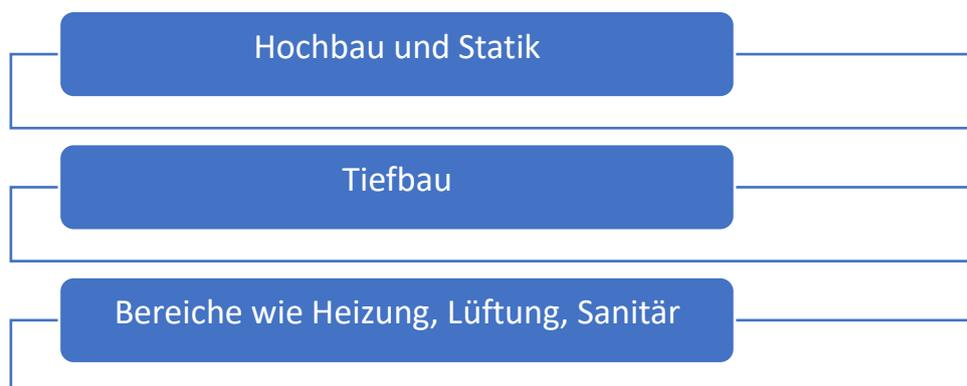 Hochbau und Statik
Tiefbau
Bereiche wie Heizung, Lüftung, Sanitär